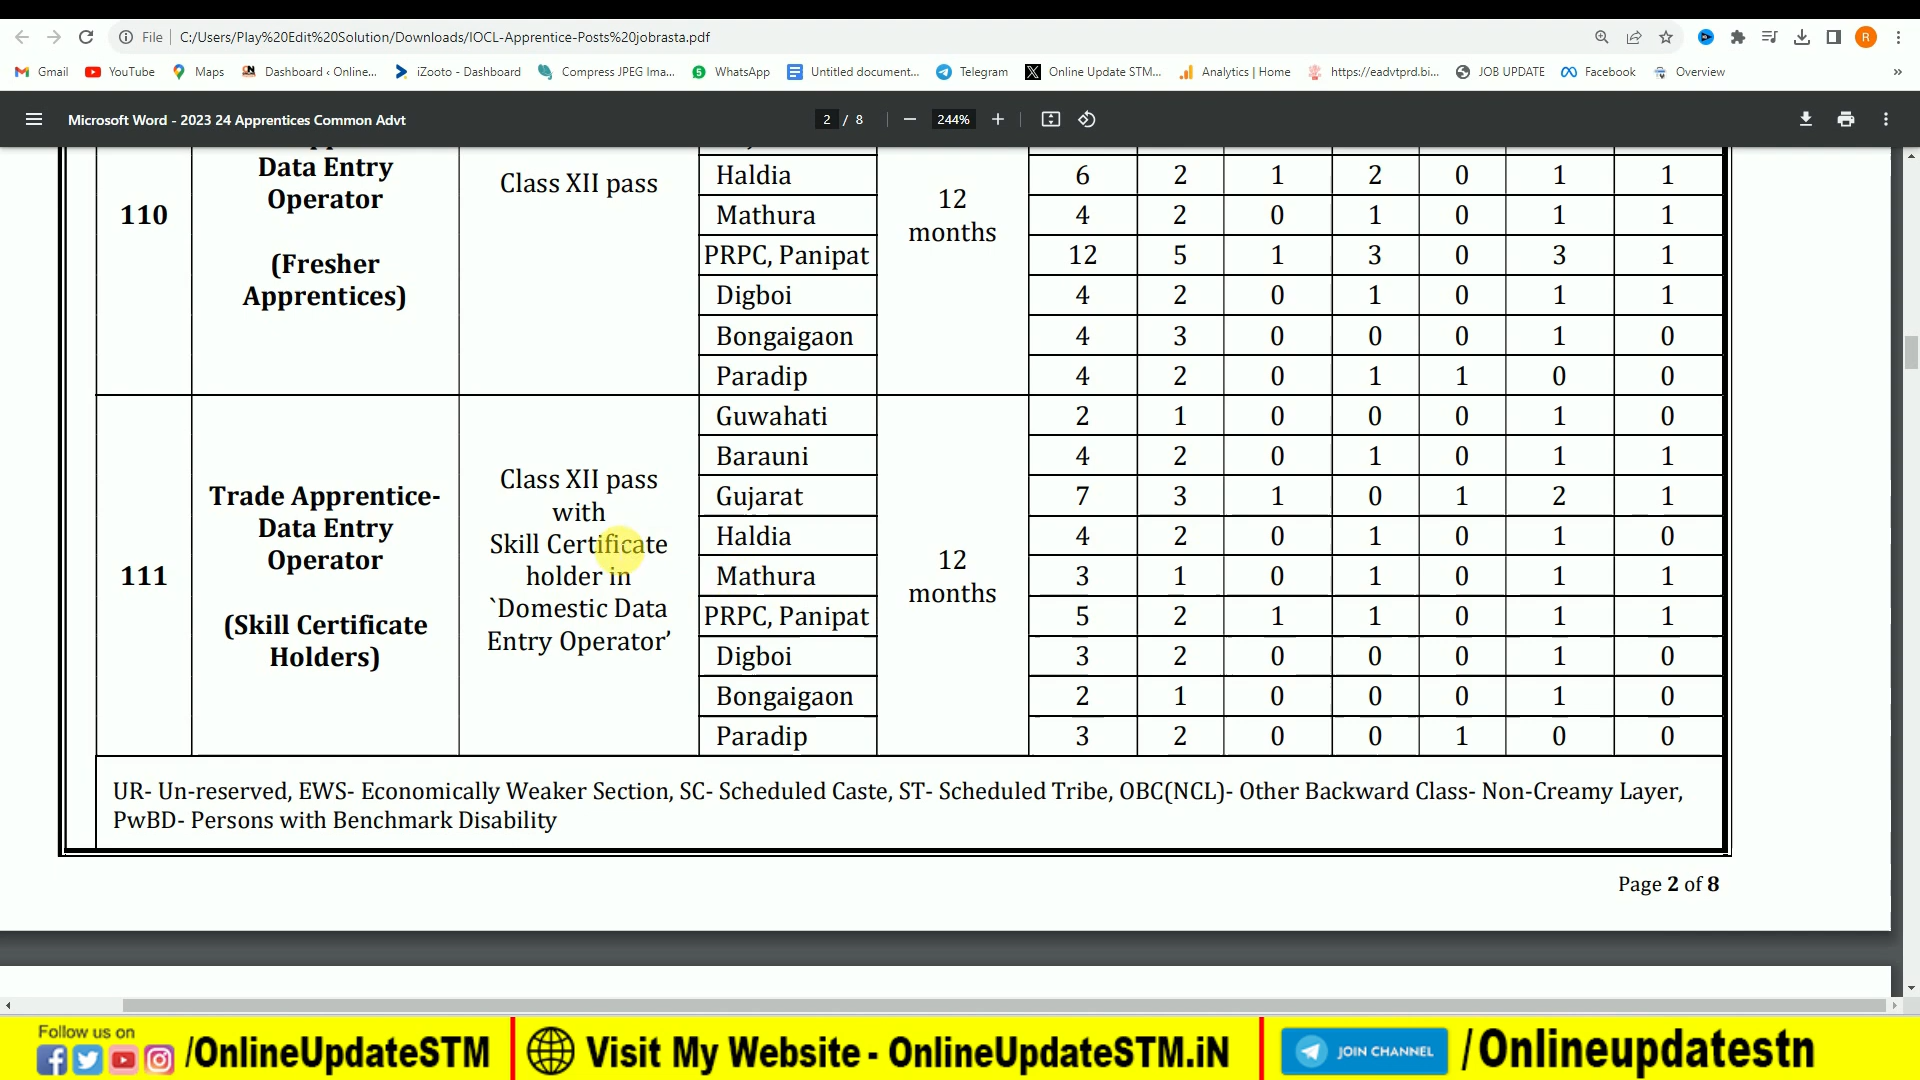 File C:/Users/Play%20Edit%20Solution/Downloads/IOCL-Apprentice-Posts%20jobrasta.pdf R
Gmail YouTube Maps Dashboard ‹ Online... iZooto - Dashboard Compress JPEG Ima... WhatsApp Untitled document... Telegram X Online Update STM... Analytics | Home https://eadvtprd.bi... JOB UPDATE Facebook Overview »
Microsoft Word - 2023 24 Apprentices Common Advt 2 / 8 — 244% +
110
Data Entry
Operator
(Fresher
Apprentices)
Class XII pass
12
months
Haldia 6 2 1 2 0 1 1
Mathura 4 2 0 1 0 1 1
PRPC, Panipat 12 5 1 3 0 3 1
Digboi 4 2 0 1 0 1 1
Bongaigaon 4 3 0 0 0 1 0
Paradip 4 2 0 1 1 0 0
111
Trade Apprentice-
Data Entry
Operator
(Skill Certificate
Holders)
Class XII pass
with
Skill Certificate
holder in
`Domestic Data
Entry Operator’
12
months
Guwahati 2 1 0 0 0 1 0
Barauni 4 2 0 1 0 1 1
Gujarat 7 3 1 0 1 2 1
Haldia 4 2 0 1 0 1 0
Mathura 3 1 0 1 0 1 1
PRPC, Panipat 5 2 1 1 0 1 1
Digboi 3 2 0 0 0 1 0
Bongaigaon 2 1 0 0 0 1 0
Paradip 3 2 0 0 1 0 0
UR- Un-reserved, EWS- Economically Weaker Section, SC- Scheduled Caste, ST- Scheduled Tribe, OBC(NCL)- Other Backward Class- Non-Creamy Layer,
PwBD- Persons with Benchmark Disability
Page 2 of 8
Follow us on
/OnlineUpdateSTM Visit My Website - OnlineUpdateSTM.iN JOIN CHANNEL /Onlineupdatestn